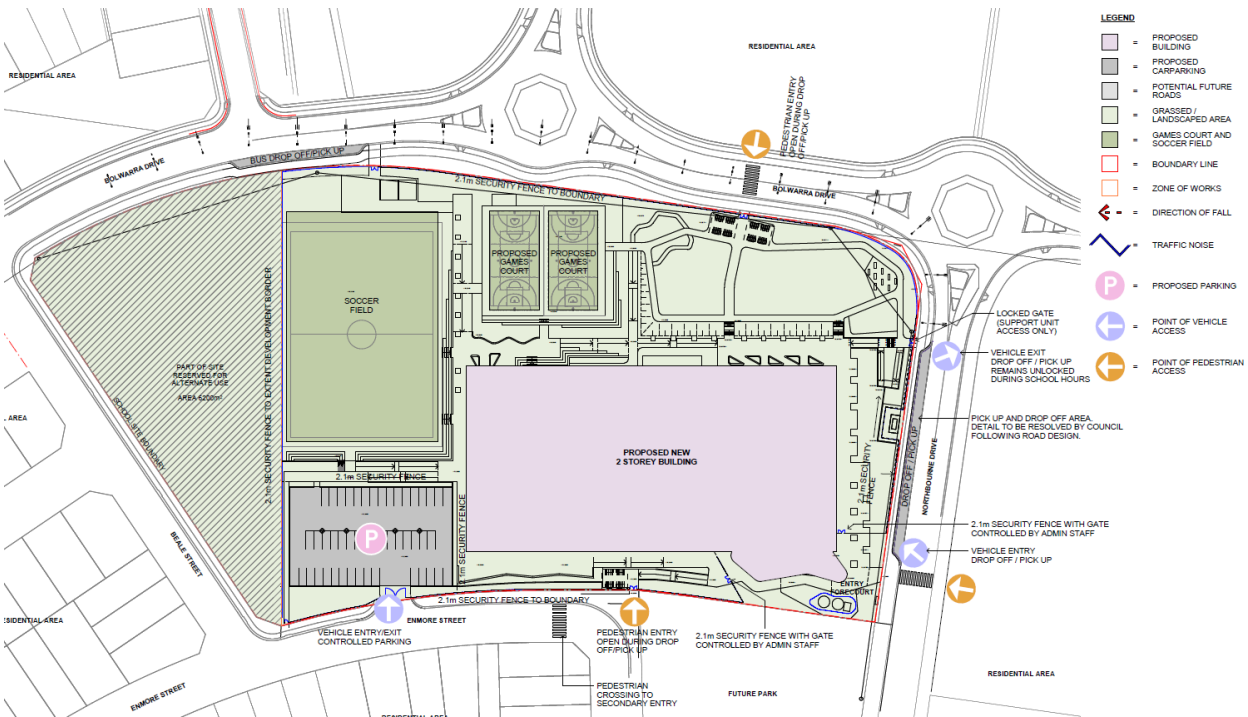 LEGEND
= PROPOSED
BUILDING
= PROPOSED
CARPARKING
= POTENTIAL FUTURE
ROADS
= GRASSED /
LANDSCAPED AREA
= GAMES COURT AND
SOCCER FIELD
= BOUNDARY LINE
= ZONE OF WORKS
= DIRECTION OF FALL
= TRAFFIC NOISE
P = PROPOSED PARKING
= POINT OF VEHICLE
ACCESS
= POINT OF PEDESTRIAN
ACCESS
RESIDENTIAL AREA
RESIDENTIAL AREA
PEDESTRIAN ENTRY
OPEN DURING DROP
OFF/PICK UP
BOLWARRA DRIVE
BUS DROP OFF/PICK UP
BOLWARRA DRIVE
2.1m SECURITY FENCE TO BOUNDARY
PROPOSED
GAMES
COURT
PROPOSED
GAMES
COURT
SOCCER
FIELD
2.1m SECURITY FENCE TO EXTENT DEVELOPMENT BORDER
PART OF SITE
RESERVED FOR
ALTERNATE USE
AREA 6200m²
SCHOOL SITE BOUNDARY
LOCKED GATE
(SUPPORT UNIT
ACCESS ONLY)
VEHICLE EXIT
DROP OFF / PICK UP
REMAINS UNLOCKED
DURING SCHOOL HOURS
PICK UP AND DROP OFF AREA.
DETAIL TO BE RESOLVED BY COUNCIL
FOLLOWING ROAD DESIGN.
L AREA
PROPOSED NEW
2 STOREY BUILDING
2.1m SECURITY
FENCE
DROP OFF / PICK UP
NORTHBOURNE DRIVE
2.1m SECURITY FENCE
2.1m SECURITY FENCE
P
2.1m SECURITY FENCE WITH GATE
CONTROLLED BY ADMIN STAFF
VEHICLE ENTRY
DROP OFF / PICK UP
BEALE STREET
ENTRY
FORECOURT
2.1m SECURITY FENCE TO BOUNDARY
ENMORE STREET
SIDENTIAL AREA
VEHICLE ENTRY/EXIT
CONTROLLED PARKING
PEDESTRIAN ENTRY
OPEN DURING DROP
OFF/PICK UP
2.1m SECURITY FENCE WITH GATE
CONTROLLED BY ADMIN STAFF
RESIDENTIAL AREA
PEDESTRIAN
CROSSING TO
SECONDARY ENTRY
FUTURE PARK
ENMORE STREET
RESIDENTIAL AREA